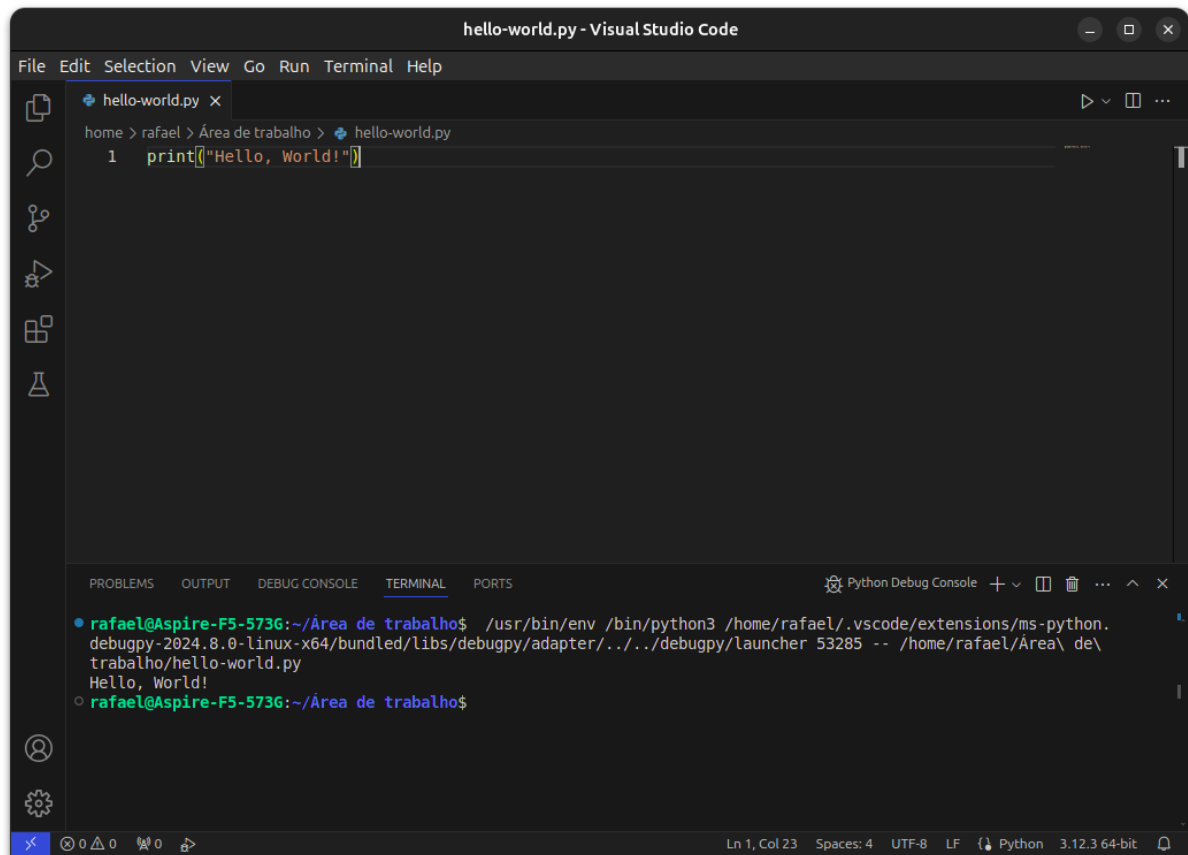 hello-world.py - Visual Studio Code
File Edit Selection View Go Run Terminal Help
hello-world.py
home > rafael > Área de trabalho > hello-world.py
1 print("Hello, World!")
PROBLEMS OUTPUT DEBUG CONSOLE TERMINAL PORTS Python Debug Console
rafael@Aspire-F5-573G:~/Área de trabalho$ /usr/bin/env /bin/python3 /home/rafael/.vscode/extensions/ms-python.
debugpy-2024.8.0-linux-x64/bundled/libs/debugpy/adapter/../../debugpy/launcher 53285 -- /home/rafael/Área\ de\
trabalho/hello-world.py
Hello, World!
rafael@Aspire-F5-573G:~/Área de trabalho$
0 0 0 Ln 1, Col 23 Spaces: 4 UTF-8 LF Python 3.12.3 64-bit